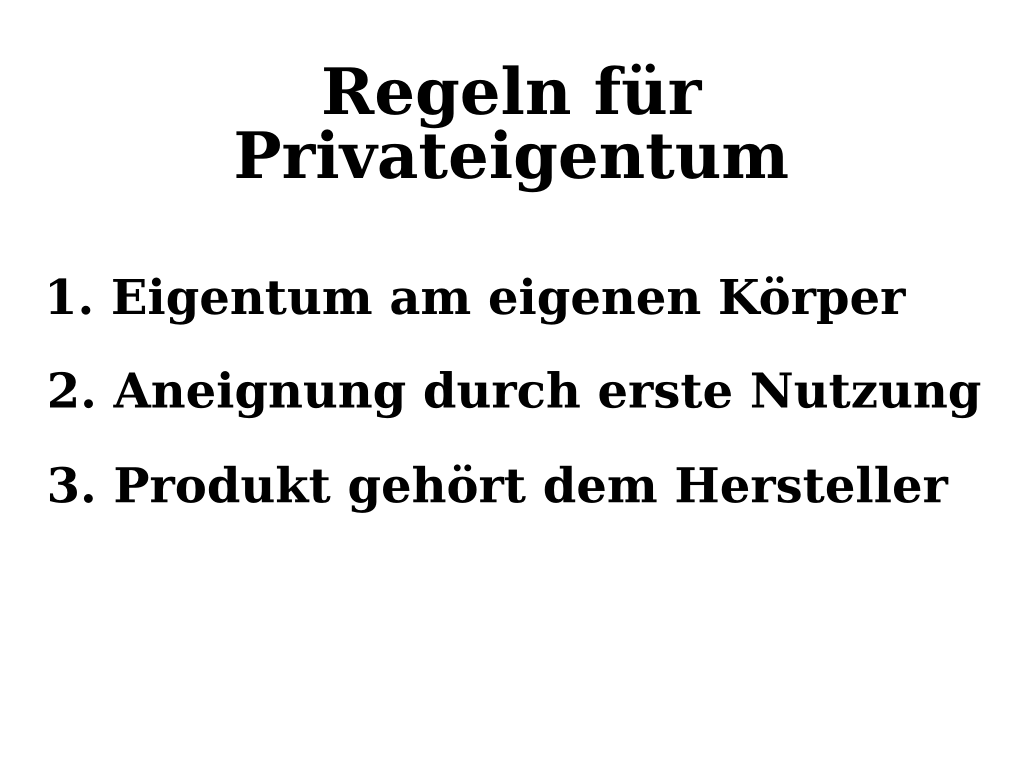 Regeln für
Privateigentum
1. Eigentum am eigenen Körper
2. Aneignung durch erste Nutzung
3. Produkt gehört dem Hersteller